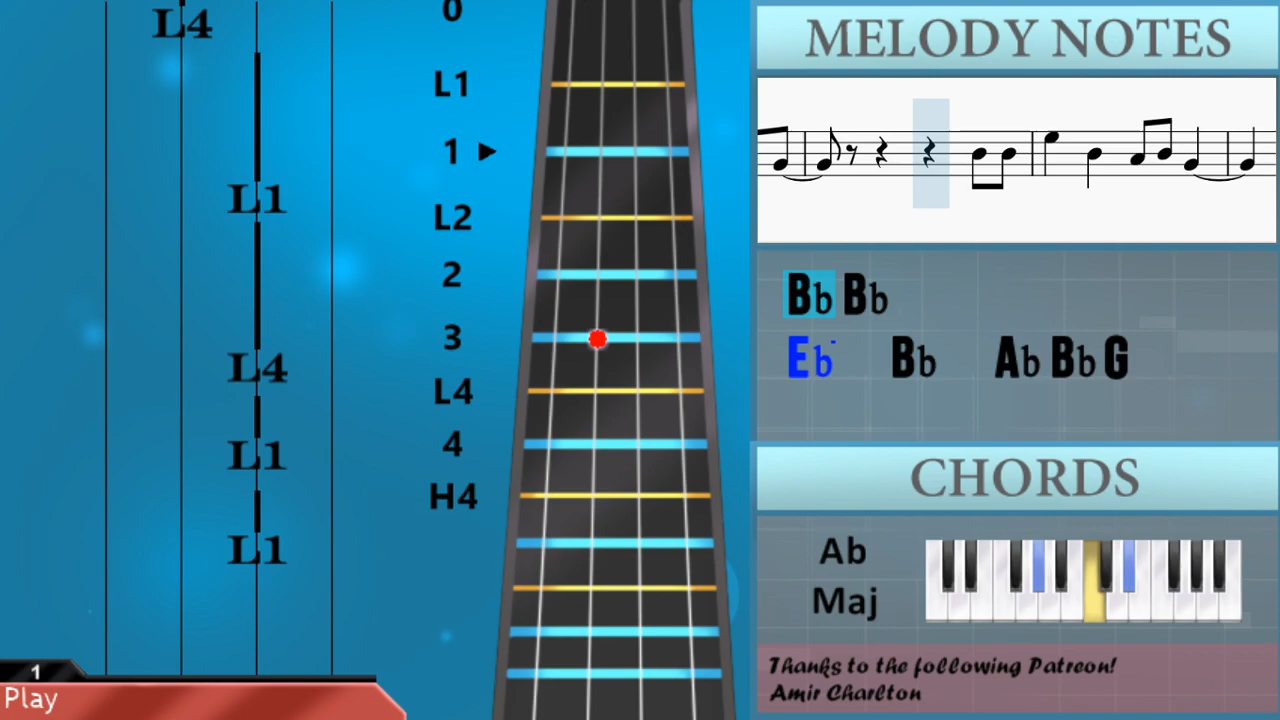 L4
L1
L4
L1
L1
1
Play
0
L1
1
L2
2
3
L4
4
H4
MELODY NOTES
Bb Bb
Eb Bb Ab Bb G
CHORDS
Ab
Maj
Thanks to the following Patreon!
Amir Charlton